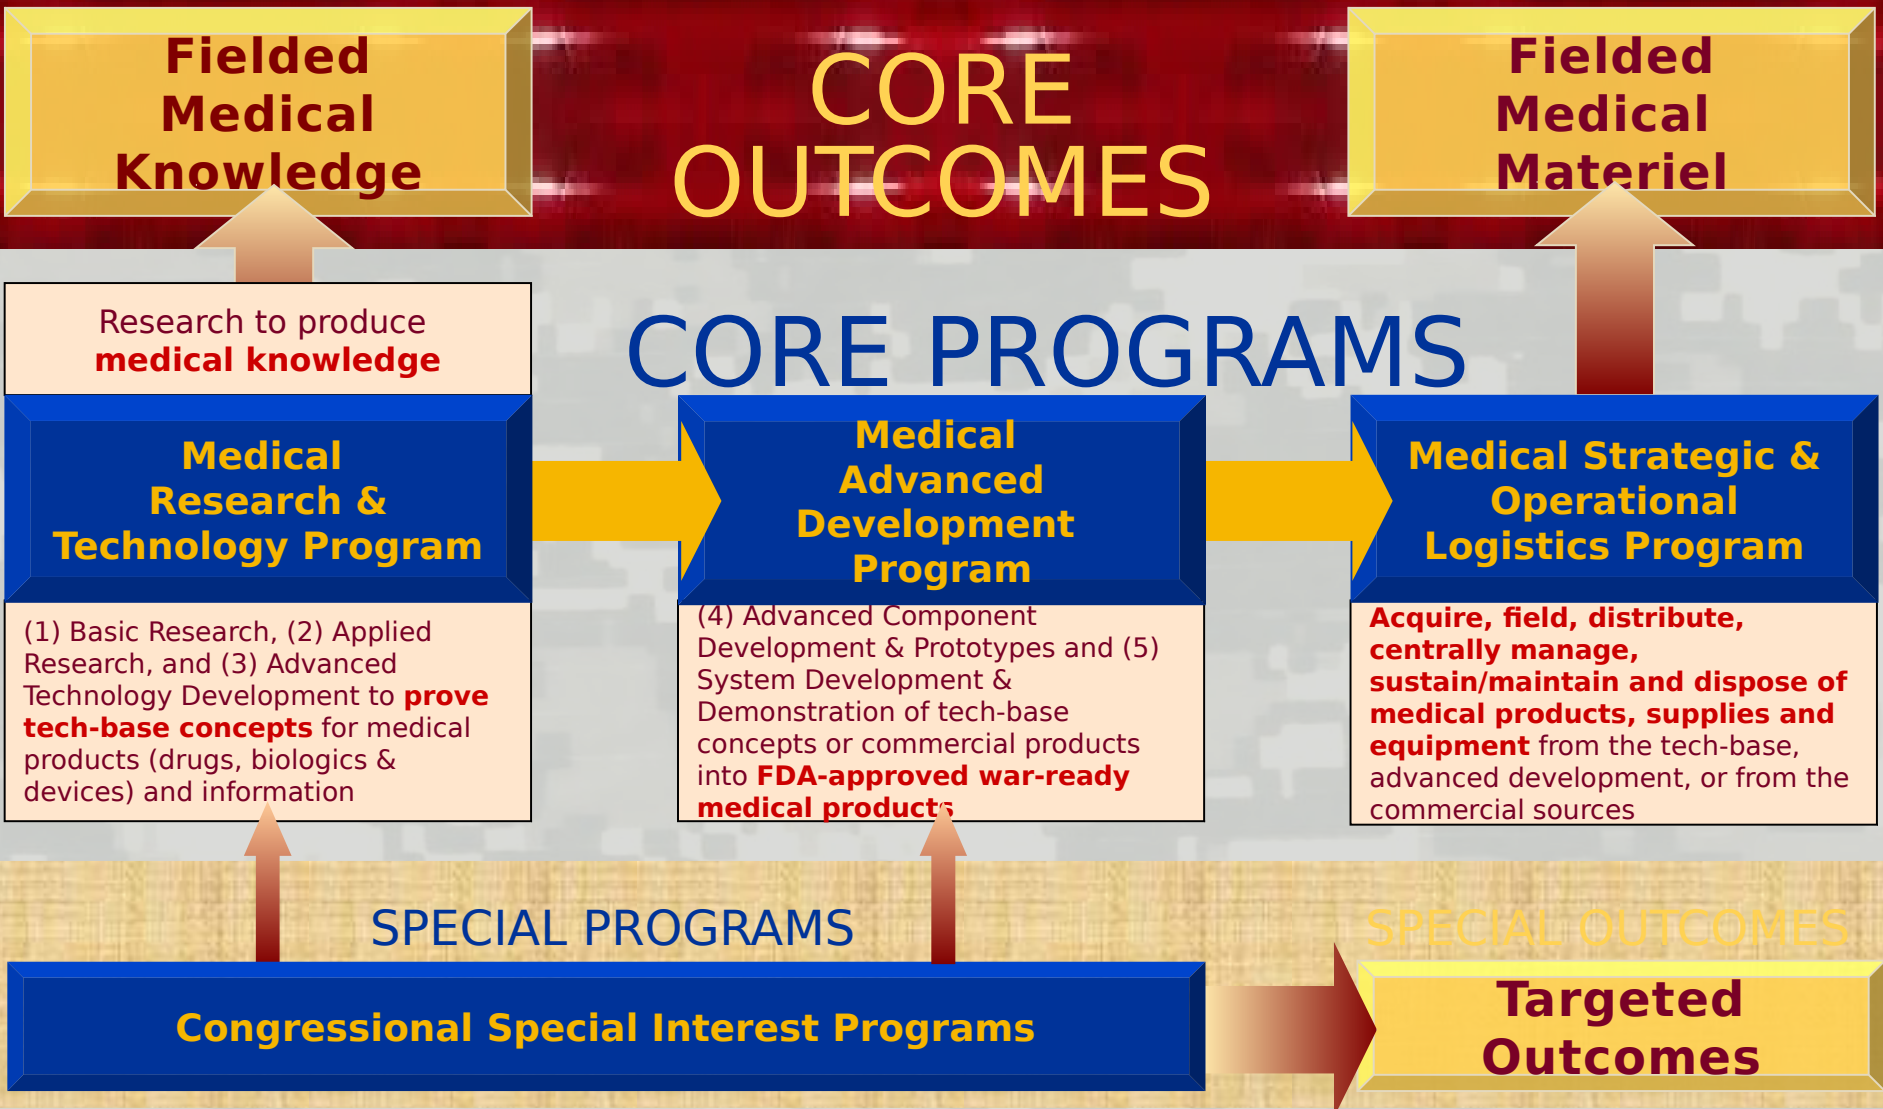 Fielded
Medical
Knowledge
CORE
OUTCOMES
Fielded
Medical
Materiel
Research to produce
medical knowledge
CORE PROGRAMS
Medical
Research &
Technology Program
Medical
Advanced
Development
Program
Medical Strategic &
Operational
Logistics Program
(1) Basic Research, (2) Applied
Research, and (3) Advanced
Technology Development to prove
tech-base concepts for medical
products (drugs, biologics &
devices) and information
(4) Advanced Component
Development & Prototypes and (5)
System Development &
Demonstration of tech-base
concepts or commercial products
into FDA-approved war-ready
medical products
Acquire, field, distribute,
centrally manage,
sustain/maintain and dispose of
medical products, supplies and
equipment from the tech-base,
advanced development, or from the
commercial sources
SPECIAL PROGRAMS
SPECIAL OUTCOMES
Congressional Special Interest Programs
Targeted
Outcomes